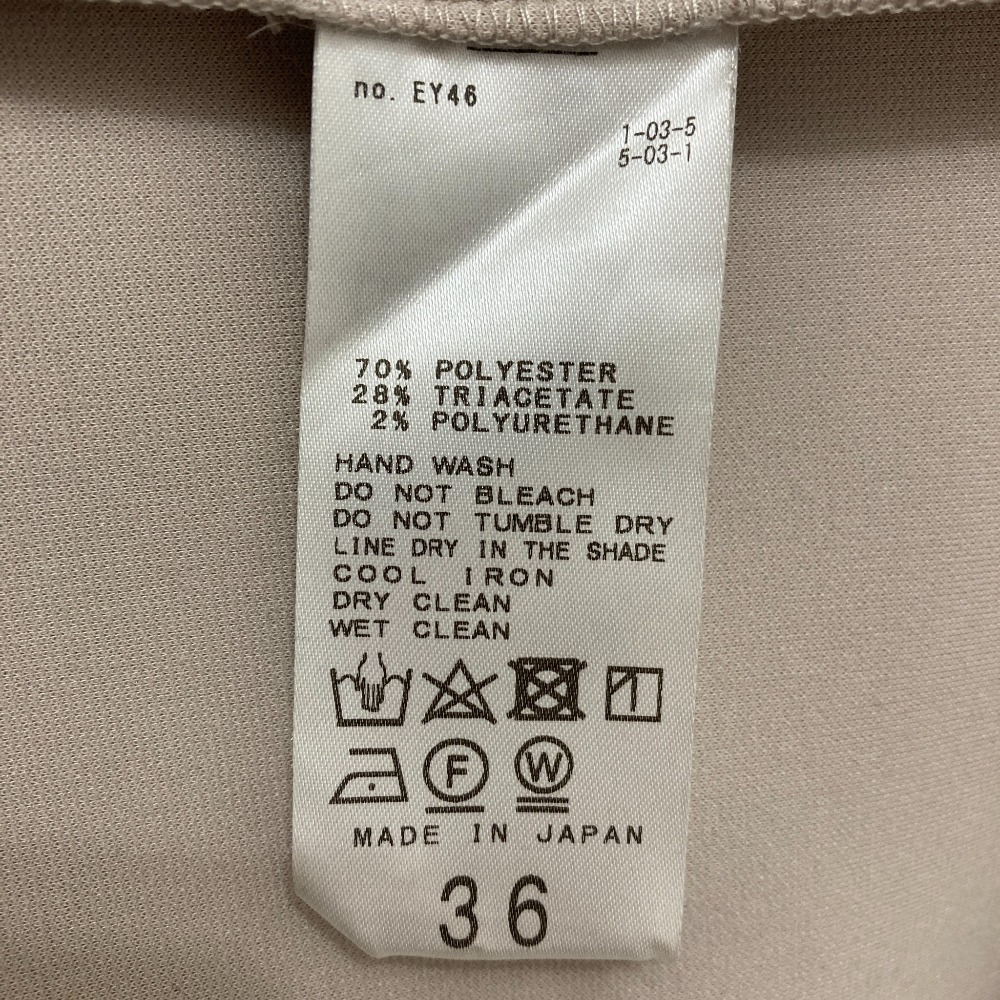 no. EY46
1-03-5
5-03-1
70% POLYESTER
28% TRIACETATE
2% POLYURETHANE
HAND WASH
DO NOT BLEACH
DO NOT TUMBLE DRY
LINE DRY IN THE SHADE
COOL IRON
DRY CLEAN
WET CLEAN
F W
MADE IN JAPAN
36